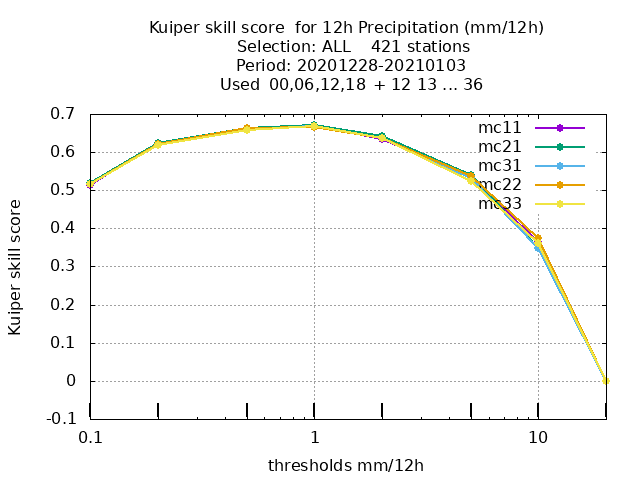 Kuiper skill score  for 12h Precipitation (mm/12h)
Selection: ALL    421 stations
Period: 20201228-20210103
Used  00,06,12,18  + 12 13 ... 36
0.7
0.6
0.5
0.4
0.3
0.2
0.1
0
-0.1
Kuiper skill score
mc11
mc21
mc31
mc22
mc33
0.1
1
10
thresholds mm/12h